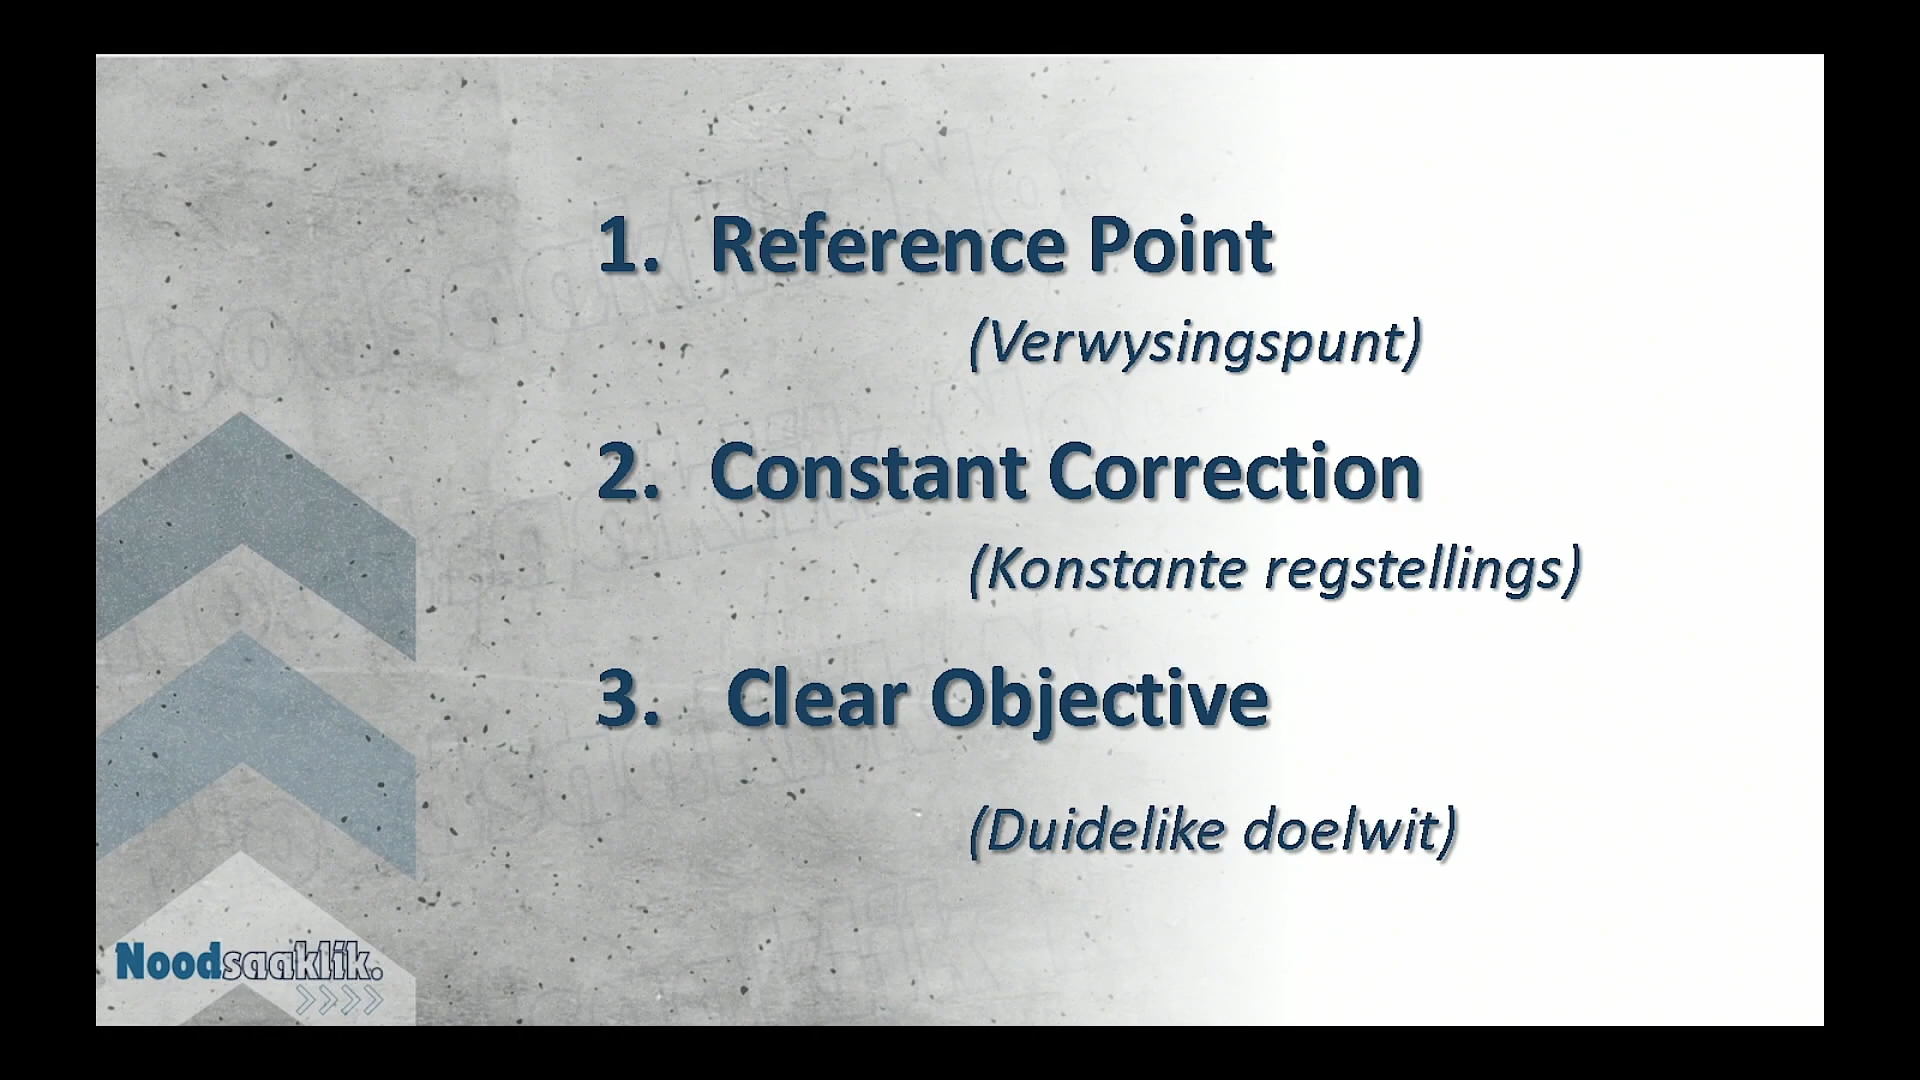 1. Reference Point
(Verwysingspunt)
2. Constant Correction
(Konstante regstellings)
3. Clear Objective
(Duidelike doelwit)
Noodsaaklik.